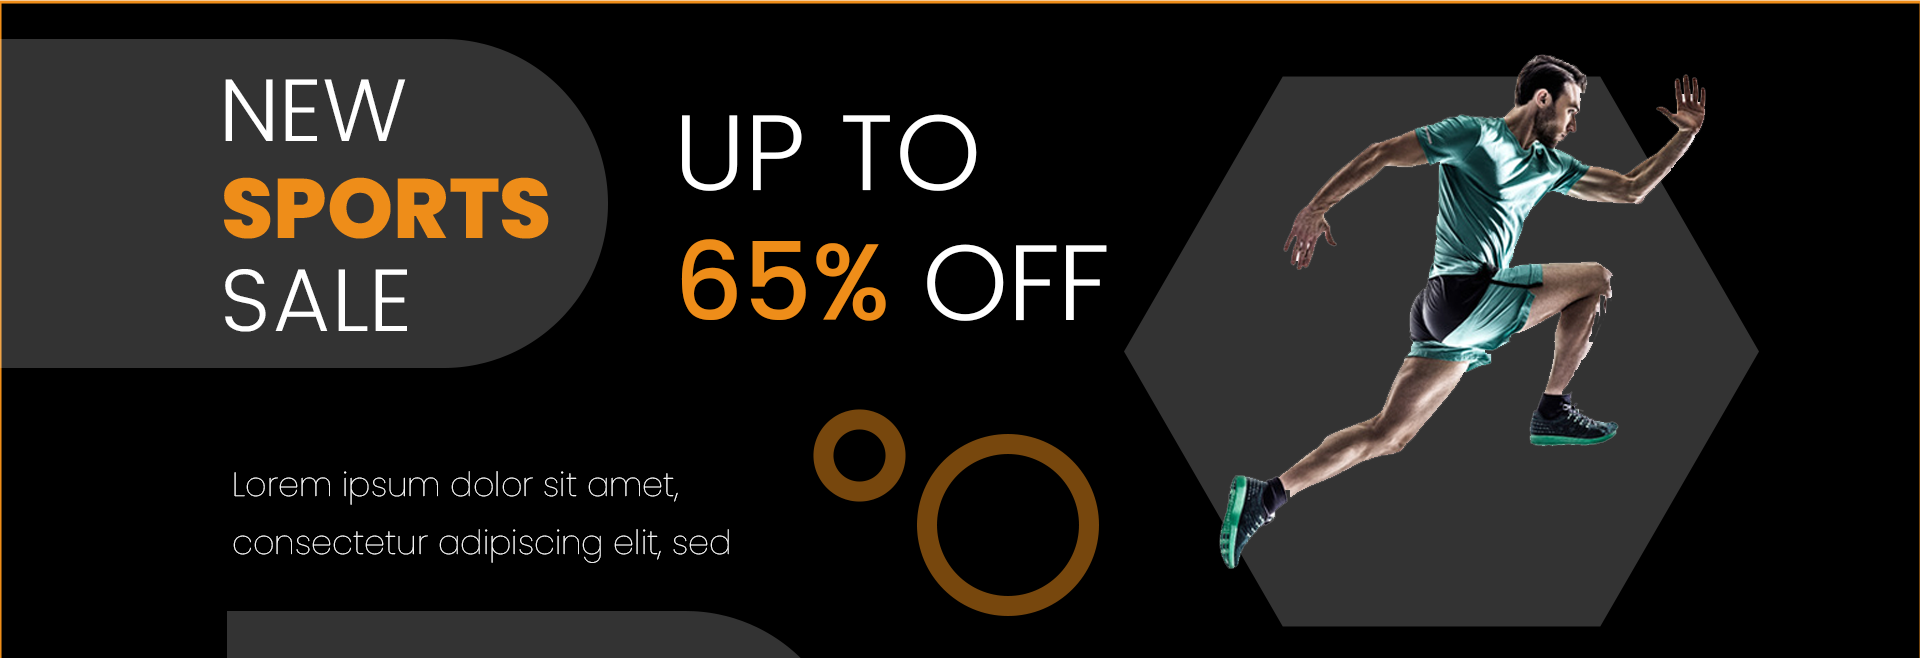 NEW
SPORTS
SALE
UP TO
65% OFF
Lorem ipsum dolor sit amet,
consectetur adipiscing elit, sed